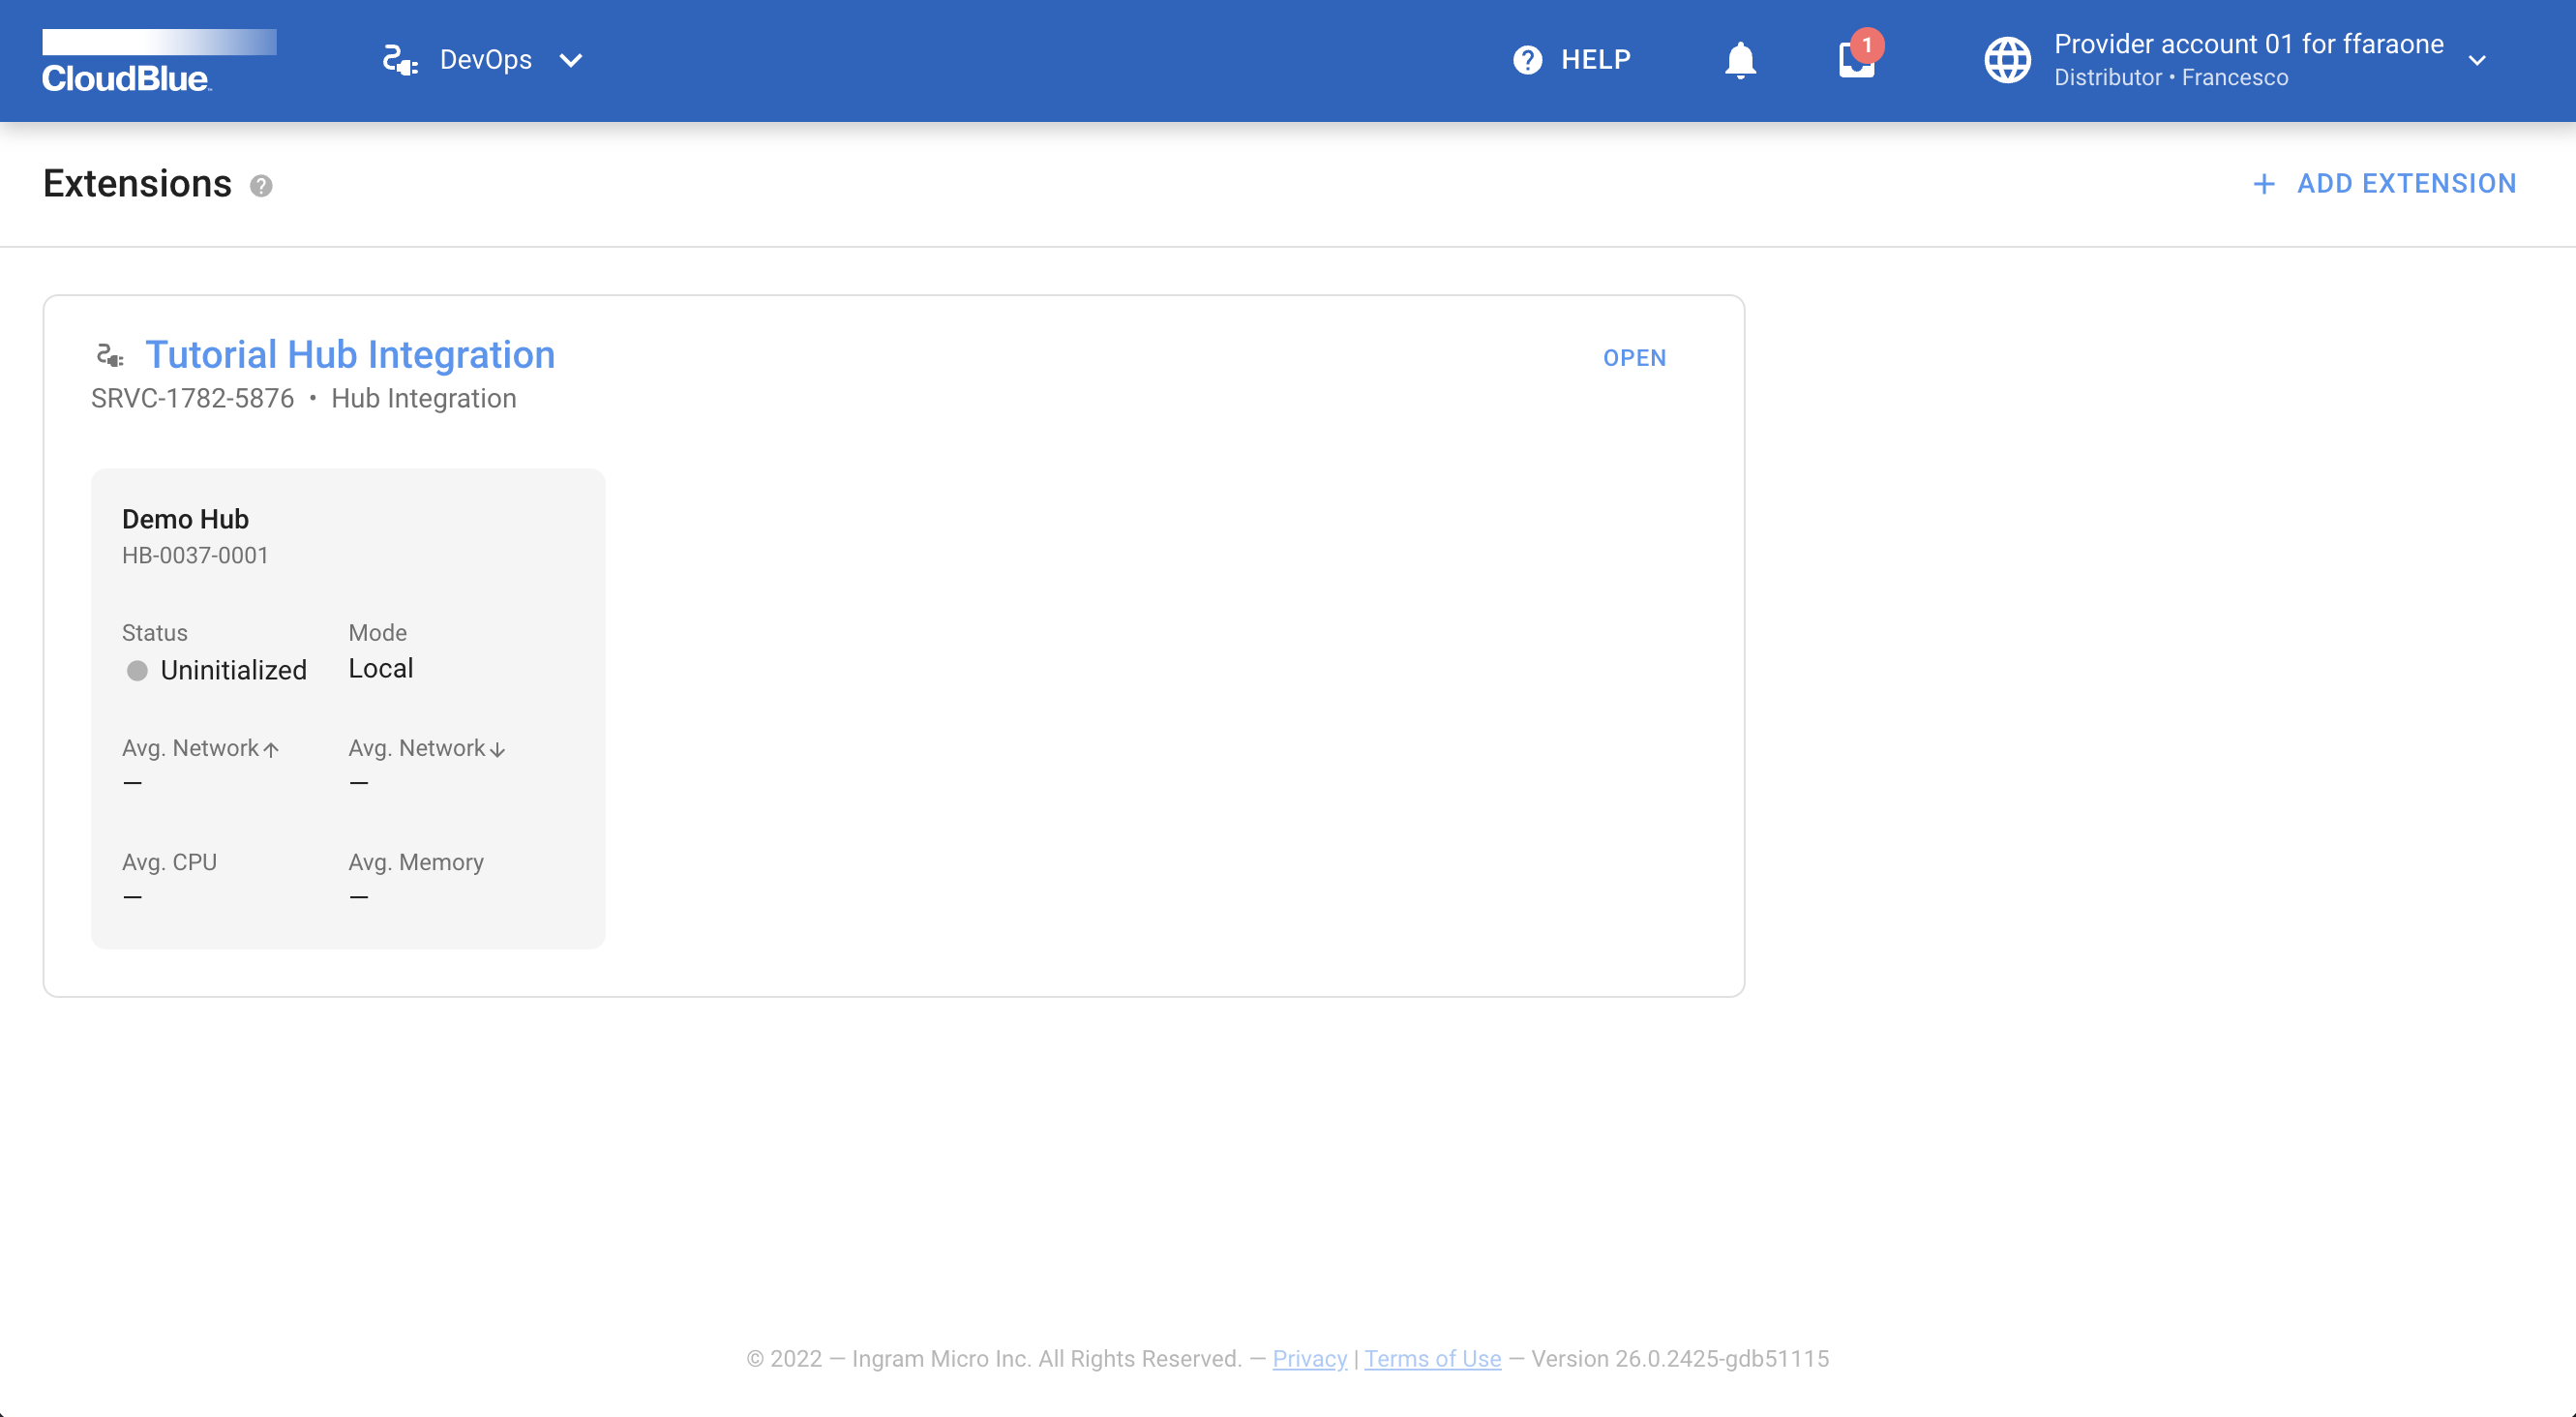 CloudBlue
DevOps
HELP
1
Provider account 01 for ffaraone
Distributor • Francesco
Extensions
+ ADD EXTENSION
Tutorial Hub Integration
OPEN
SRVC-1782-5876 • Hub Integration
Demo Hub
HB-0037-0001
Status Mode
Uninitialized Local
Avg. Network↑ Avg. Network↓
— —
Avg. CPU Avg. Memory
— —
© 2022 — Ingram Micro Inc. All Rights Reserved. — Privacy | Terms of Use — Version 26.0.2425-gdb51115